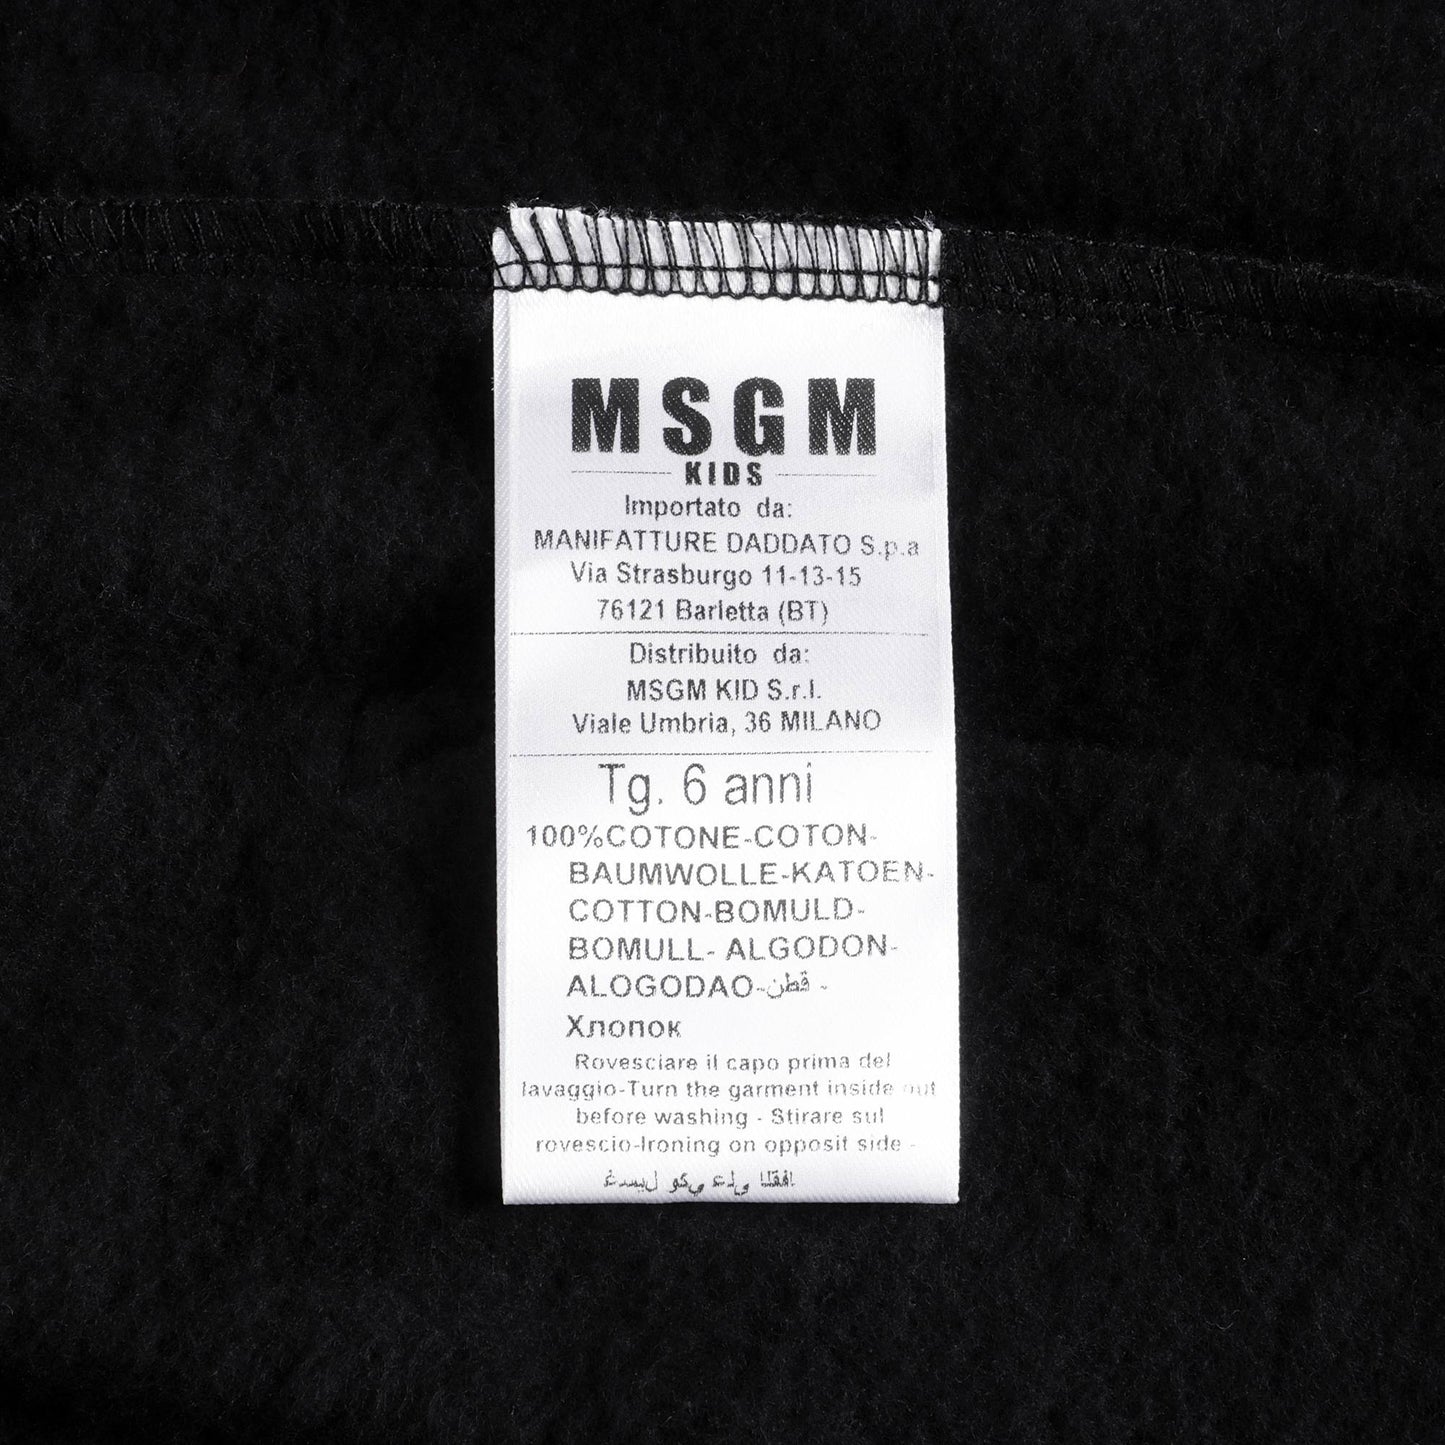 MSGM
KIDS
Importato da:
MANIFATTURE DADDATO S.p.a
Via Strasburgo 11-13-15
76121 Barletta (BT)
Distribuito da:
MSGM KID S.r.l.
Viale Umbria, 36 MILANO
Tg. 6 anni
100%COTONE-COTON-
BAUMWOLLE-KATOEN-
COTTON-BOMULD-
BOMULL- ALGODON-
ALOGODAO-قطن -
Хлопок
Rovesciare il capo prima del
lavaggio-Turn the garment inside out
before washing - Stirare sul
rovescio-Ironing on opposit side -